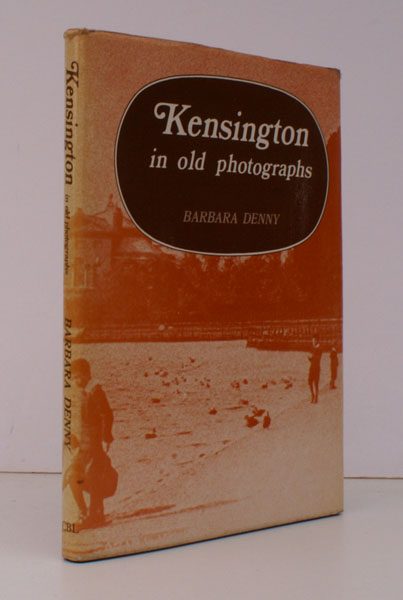 Kensington
in old photographs
BARBARA DENNY
Kensington
in old photographs
BARBARA DENNY
CBL